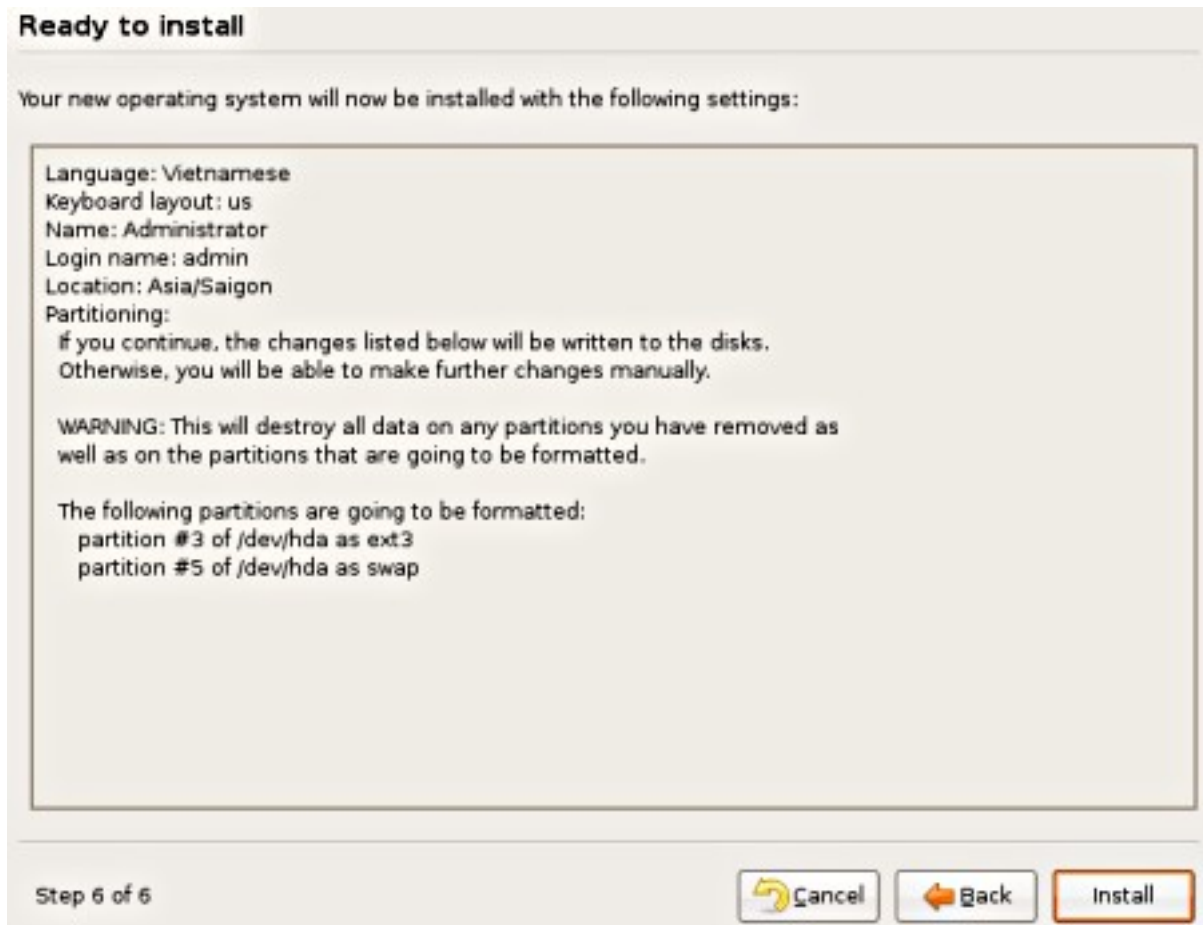 Ready to install
Your new operating system will now be installed with the following settings:
Language: Vietnamese
Keyboard layout: us
Name: Administrator
Login name: admin
Location: Asia/Saigon
Partitioning:
If you continue, the changes listed below will be written to the disks.
Otherwise, you will be able to make further changes manually.
WARNING: This will destroy all data on any partitions you have removed as
well as on the partitions that are going to be formatted.
The following partitions are going to be formatted:
partition #3 of /dev/hda as ext3
partition #5 of /dev/hda as swap
Step 6 of 6 Cancel Back Install